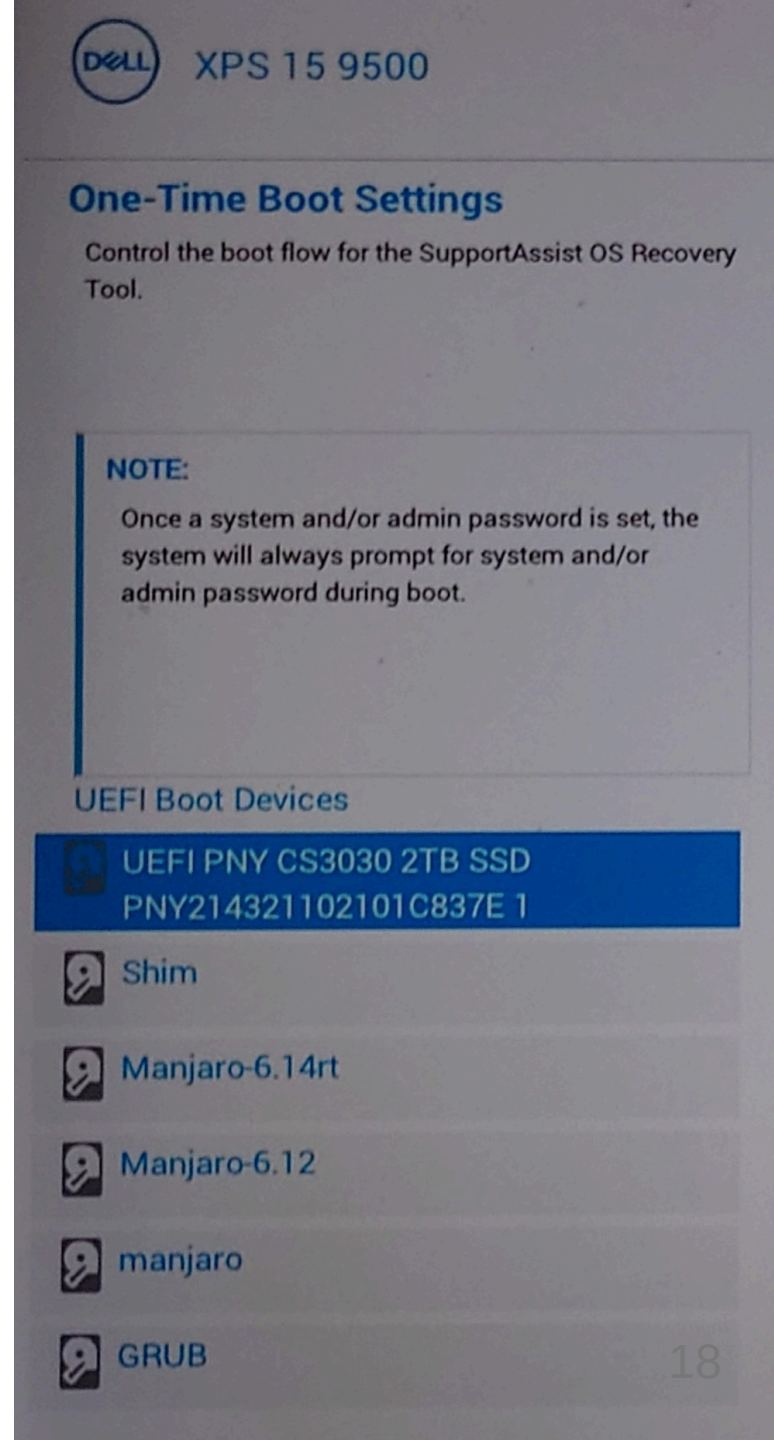 DELL XPS 15 9500
One-Time Boot Settings
Control the boot flow for the SupportAssist OS Recovery
Tool.
NOTE:
Once a system and/or admin password is set, the
system will always prompt for system and/or
admin password during boot.
UEFI Boot Devices
UEFI PNY CS3030 2TB SSD
PNY214321102101C837E 1
Shim
Manjaro-6.14rt
Manjaro-6.12
manjaro
GRUB
18